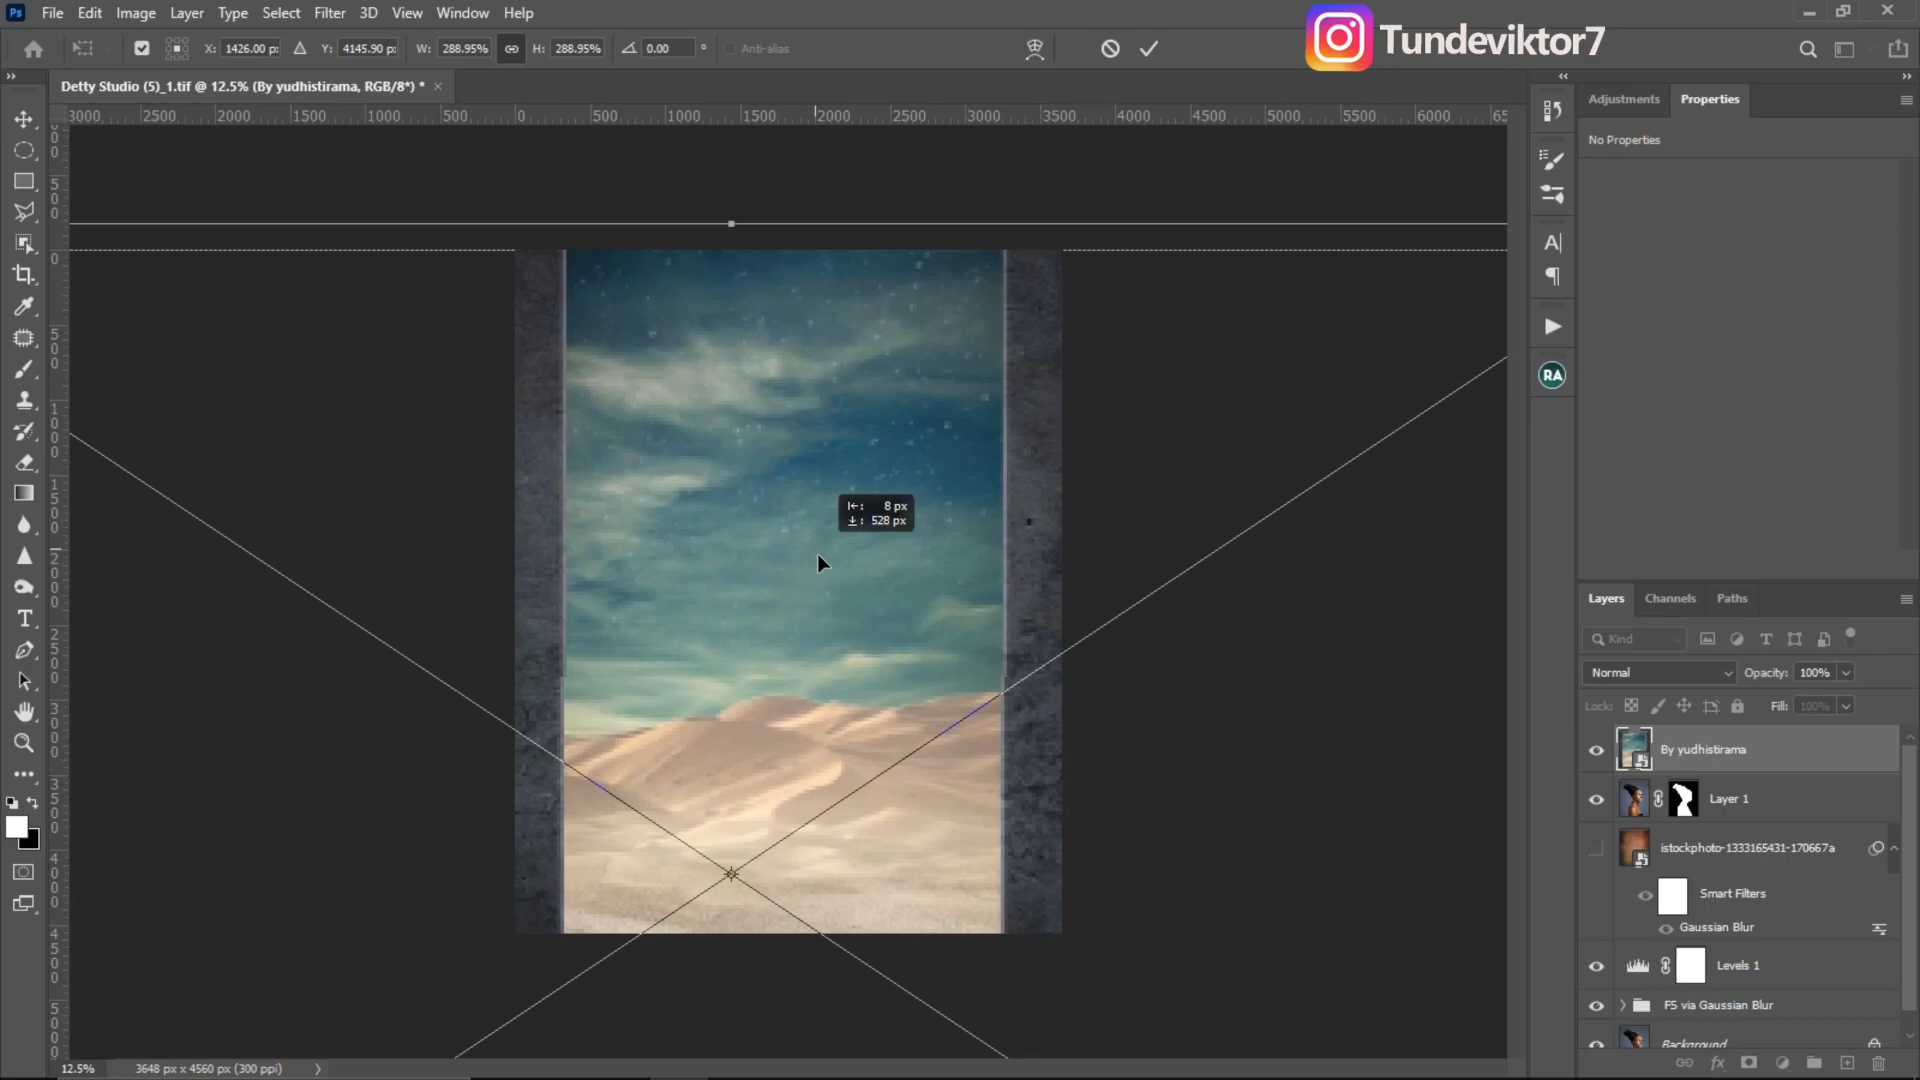 Ps File Edit Image Layer Type Select Filter 3D View Window Help
Tundeviktor7
X: 1426.00 p: Y: 4145.90 p: W: 288.95% H: 288.95% 0.00 ° Anti-alias
Detty Studio (5)_1.tif @ 12.5% (By yudhistirama, RGB/8*) * ×
3000 2500 2000 1500 1000 500 0 500 1000 1500 2000 2500 3000 3500 4000 4500 5000 5500 6000 65
Adjustments Properties
No Properties
8 px
528 px
RA
Layers Channels Paths
Kind
Normal Opacity: 100%
Lock: Fill: 100%
By yudhistirama
Layer 1
istockphoto-1333165431-170667a
Smart Filters
Gaussian Blur
Levels 1
FS via Gaussian Blur
Background
12.5% 3648 px x 4560 px (300 ppi)